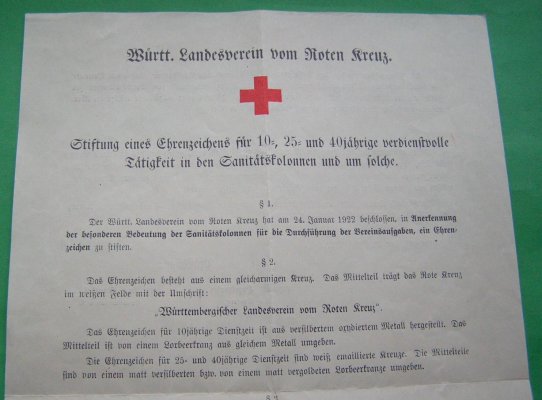 Württ. Landesverein vom Roten Kreuz.
Stiftung eines Ehrenzeichens für 10-, 25- und 40jährige verdienstvolle
Tätigkeit in den Sanitätskolonnen und um solche.
§ 1.
Der Württ. Landesverein vom Roten Kreuz hat am 24. Januar 1922 beschlossen, in Anerkennung
der besonderen Bedeutung der Sanitätskolonnen für die Durchführung der Vereinsaufgaben, ein Ehren-
zeichen zu stiften.
§ 2.
Das Ehrenzeichen besteht aus einem gleicharmigen Kreuz. Das Mittelteil trägt das Rote Kreuz
im weißen Felde mit der Umschrift:
„Württembergischer Landesverein vom Roten Kreuz".
Das Ehrenzeichen für 10jährige Dienstzeit ist aus versilbertem oxydiertem Metall hergestellt. Das
Mittelteil ist von einem Lorbeerkranz aus gleichem Metall umgeben.
Die Ehrenzeichen für 25- und 40jährige Dienstzeit sind weiß emaillierte Kreuze. Die Mittelteile
sind von einem matt versilberten bzw. von einem matt vergoldeten Lorbeerkranze umgeben.